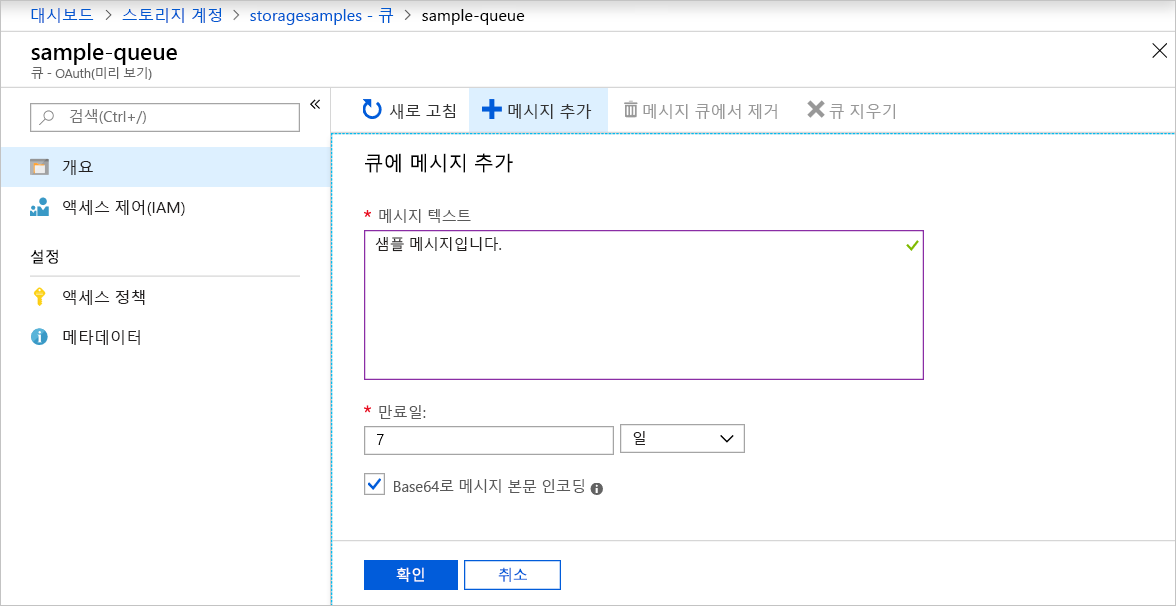 대시보드 > 스토리지 계정 > storagesamples - 큐 > sample-queue
sample-queue
큐 - OAuth(미리 보기)
검색(Ctrl+/)
«
개요
액세스 제어(IAM)
설정
액세스 정책
메타데이터
새로 고침 메시지 추가 메시지 큐에서 제거 큐 지우기
큐에 메시지 추가
* 메시지 텍스트
샘플 메시지입니다.
* 만료일:
7 일
Base64로 메시지 본문 인코딩
확인 취소